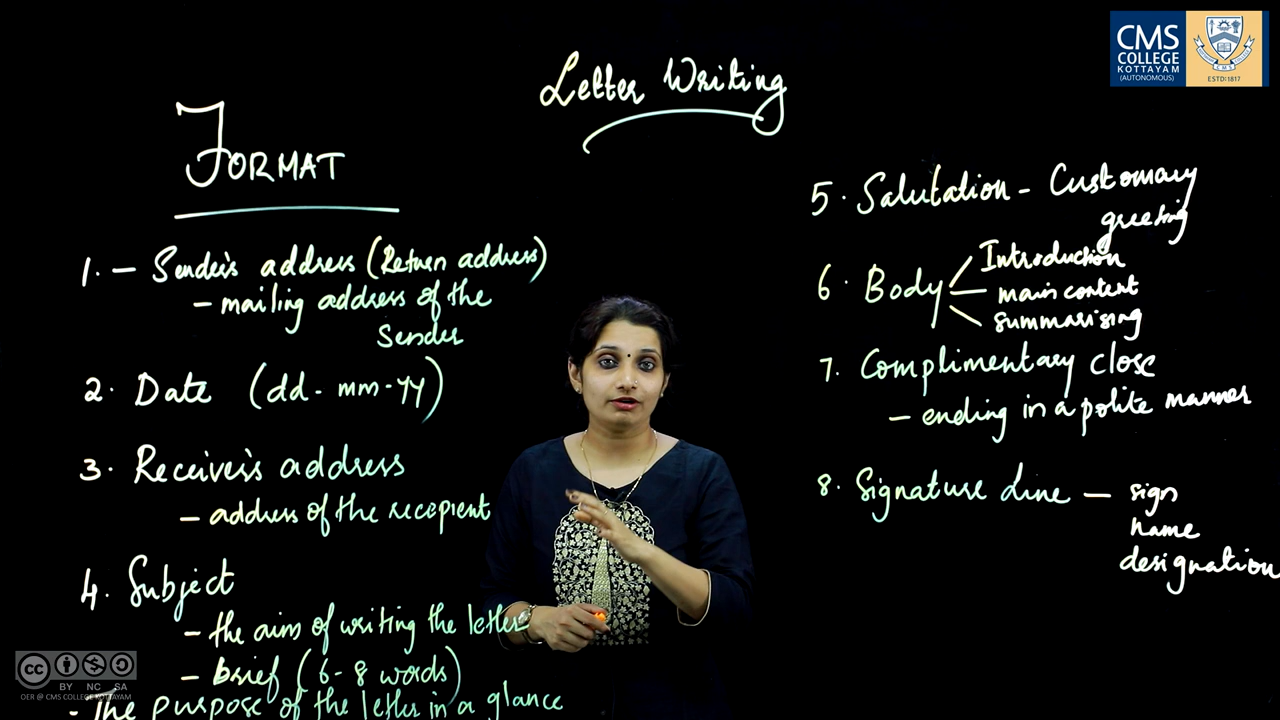 Letter Writing
FORMAT
1. – Sender's address (Return address)
– mailing address of the
Sender
2. Date (dd-mm-yy)
3. Receiver's address
– address of the recepient
4. Subject
– the aim of writing the letter
– brief (6-8 words)
- The purpose of the letter in a glance
5. Salutation – Customary
greeting
6. Body
Introduction
main content
summarising
7. Complimentary close
– ending in a polite manner
8. Signature Line – sign
name
designation
CMS
COLLEGE
KOTTAYAM
(AUTONOMOUS)
CMS
ESTD:1817
cc
BY NC SA
OER @ CMS COLLEGE KOTTAYAM